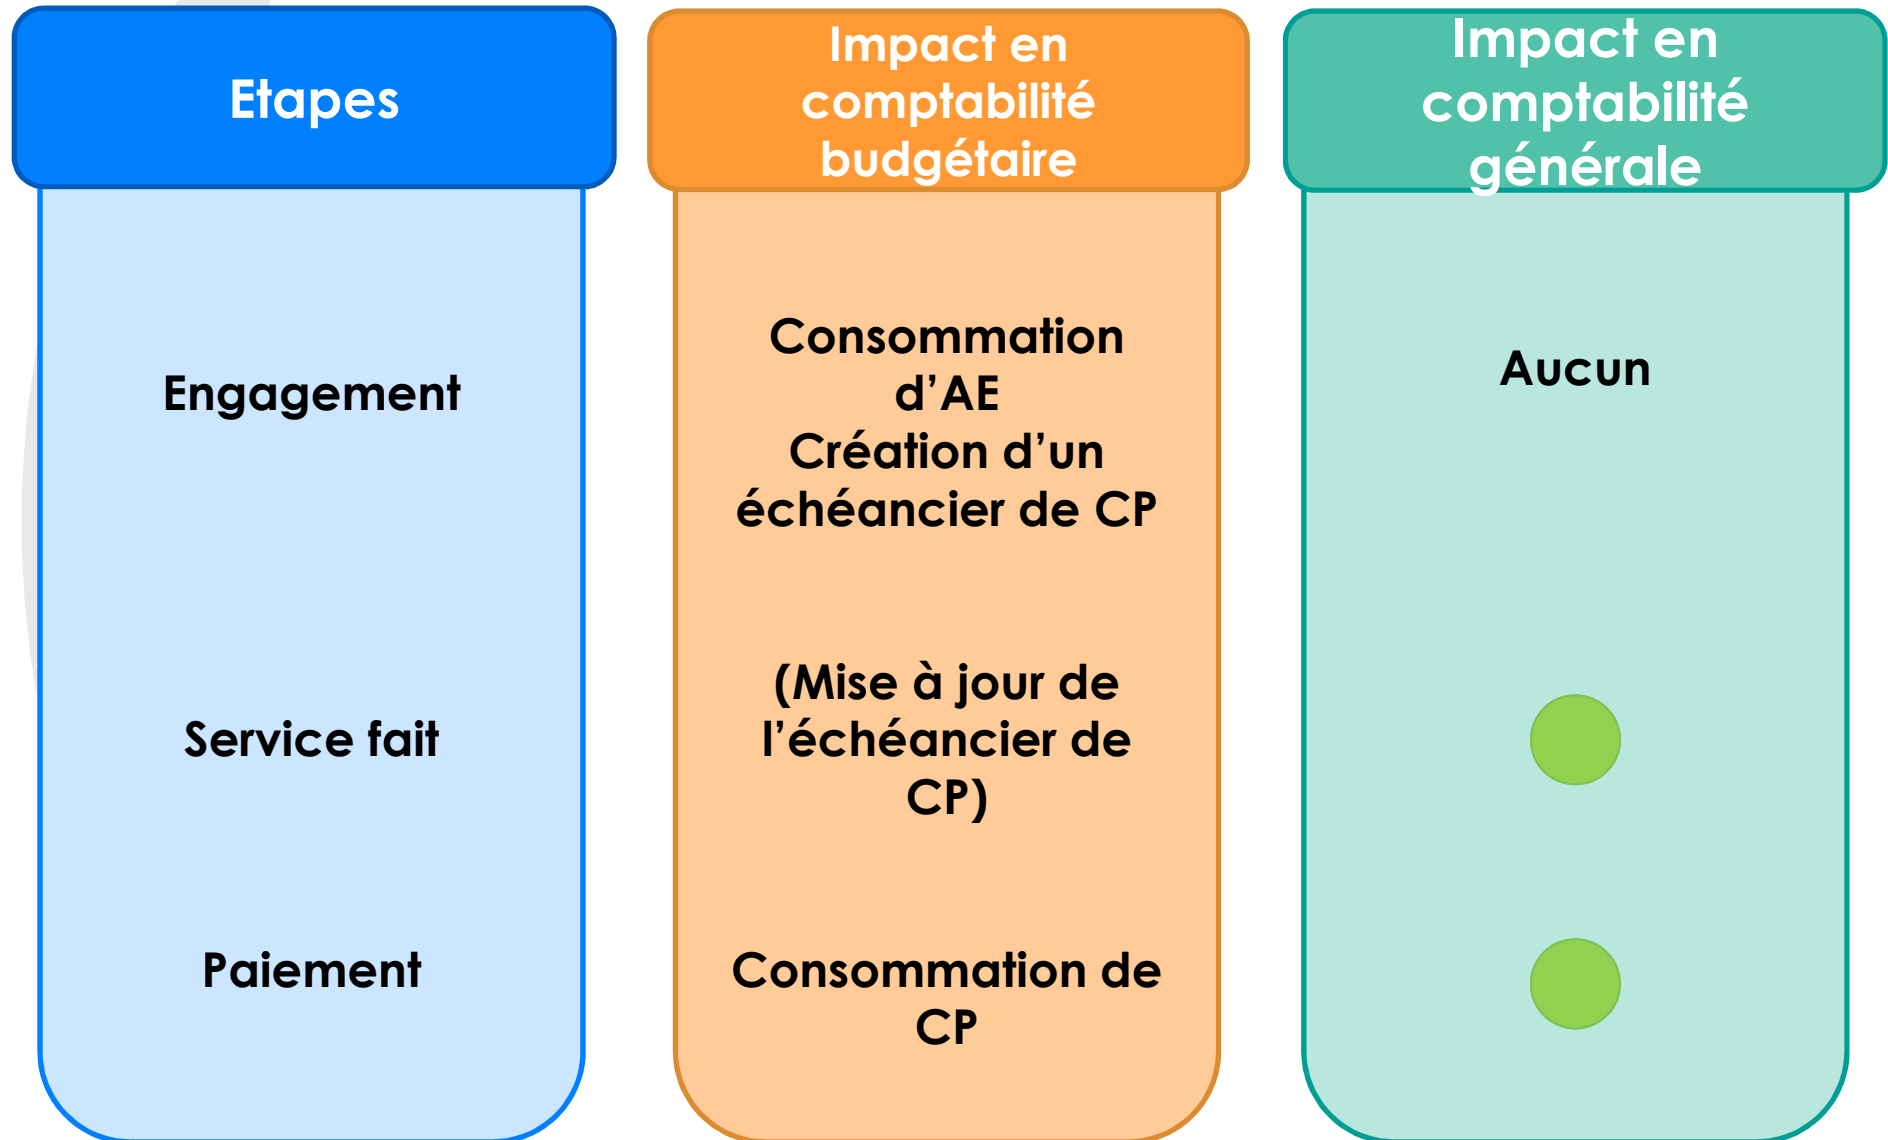 Etapes
Impact en
comptabilité
budgétaire
Impact en
comptabilité
générale
Engagement
Consommation
d’AE
Création d’un
échéancier de CP
Aucun
Service fait
(Mise à jour de
l’échéancier de
CP)
Paiement
Consommation de
CP